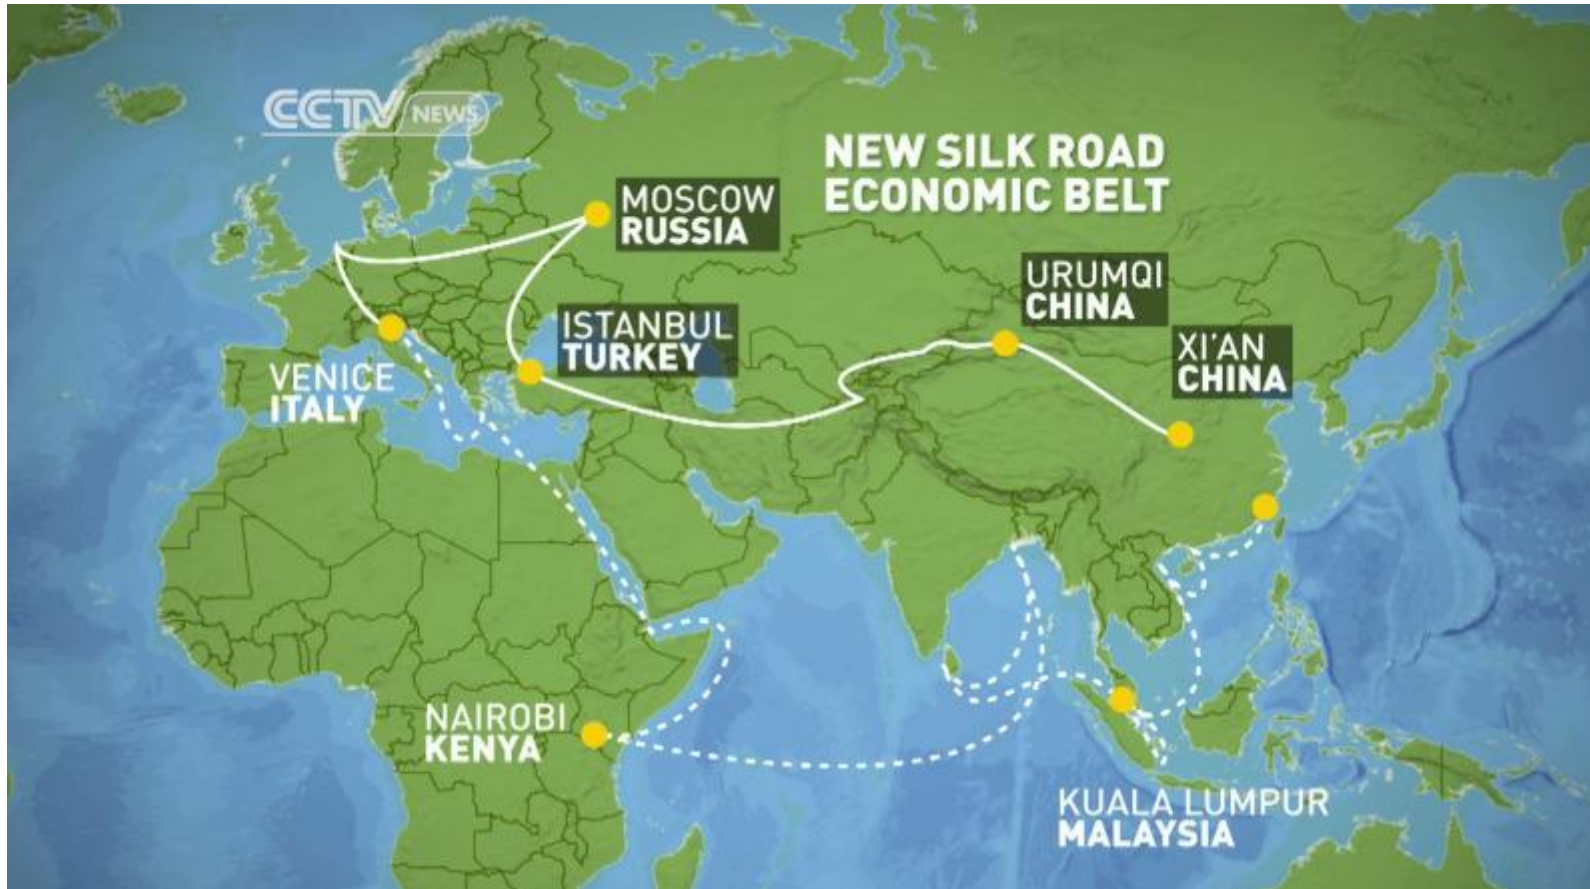 CCTV NEWS
NEW SILK ROAD
ECONOMIC BELT
MOSCOW
RUSSIA
URUMQI
CHINA
ISTANBUL
TURKEY
XI'AN
CHINA
VENICE
ITALY
NAIROBI
KENYA
KUALA LUMPUR
MALAYSIA